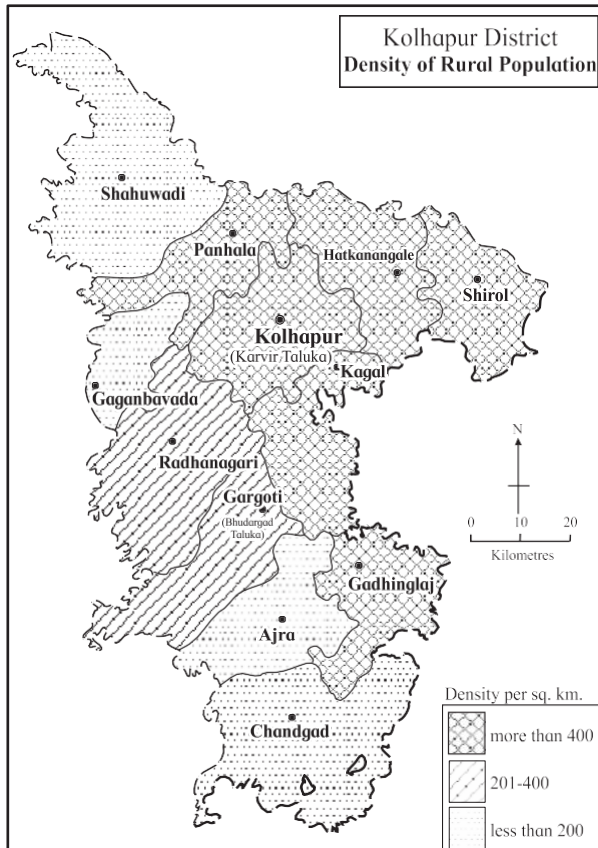 Kolhapur District
Density of Rural Population
Shahuwadi
Panhala
Hatkanangale
Shirol
Kolhapur
(Karvir Taluka)
Kagal
Gaganbavada
Radhanagari
Gargoti
(Bhudargad
Taluka)
N
0 10 20
Kilometres
Gadhinglaj
Ajra
Chandgad
Density per sq. km.
more than 400
201-400
less than 200